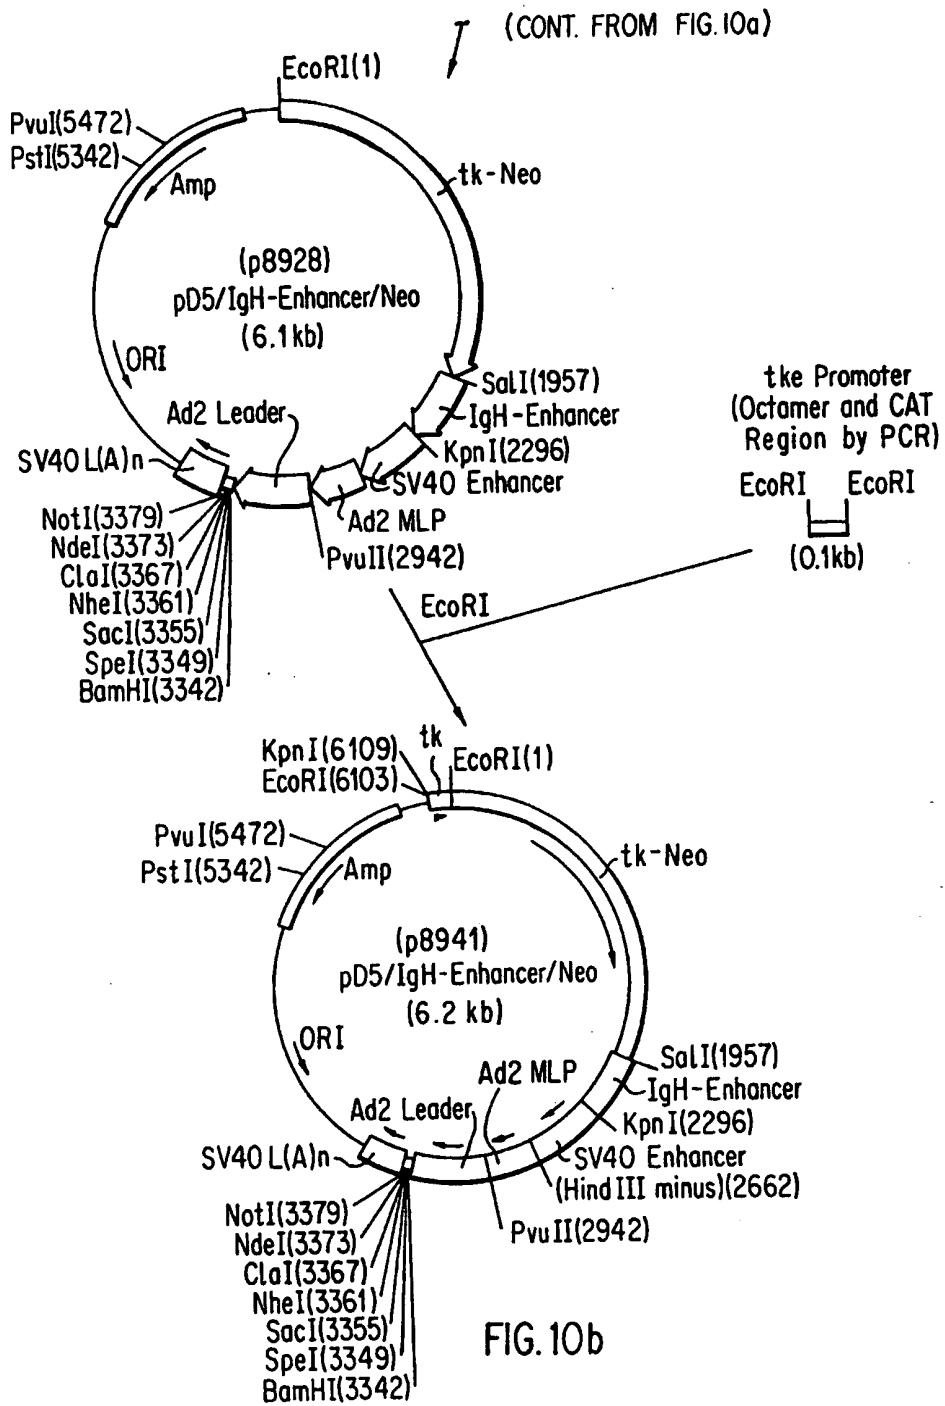 (CONT. FROM FIG.10a)
EcoRI(1)
PvuI(5472)
PstI(5342)
Amp
tk-Neo
(p8928)
pD5/IgH-Enhancer/Neo
(6.1kb)
ORI
SalI(1957)
IgH-Enhancer
Ad2 Leader
KpnI(2296)
SV40 L(A)n
SV40 Enhancer
Ad2 MLP
PvuII(2942)
NotI(3379)
NdeI(3373)
ClaI(3367)
NheI(3361)
SacI(3355)
SpeI(3349)
BamHI(3342)
tke Promoter
(Octamer and CAT
Region by PCR)
EcoRI EcoRI
(0.1kb)
EcoRI
KpnI(6109)
tk
EcoRI(1)
EcoRI(6103)
PvuI(5472)
PstI(5342)
Amp
tk-Neo
(p8941)
pD5/IgH-Enhancer/Neo
(6.2 kb)
ORI
SalI(1957)
Ad2 MLP
IgH-Enhancer
Ad2 Leader
KpnI(2296)
SV40 L(A)n
SV40 Enhancer
(Hind III minus)(2662)
PvuII(2942)
NotI(3379)
NdeI(3373)
ClaI(3367)
NheI(3361)
SacI(3355)
SpeI(3349)
BamHI(3342)
FIG. 10b